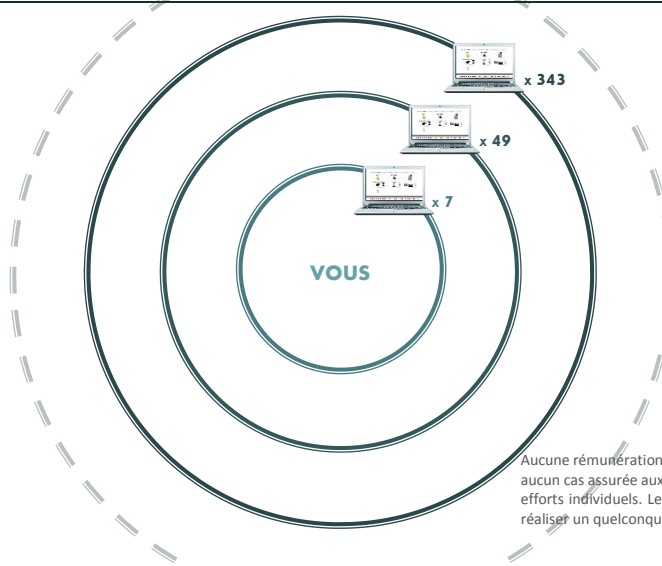 x 343
x 49
x 7
VOUS
Aucune rémunération
aucun cas assurée aux
efforts individuels. Le
réaliser un quelconqu